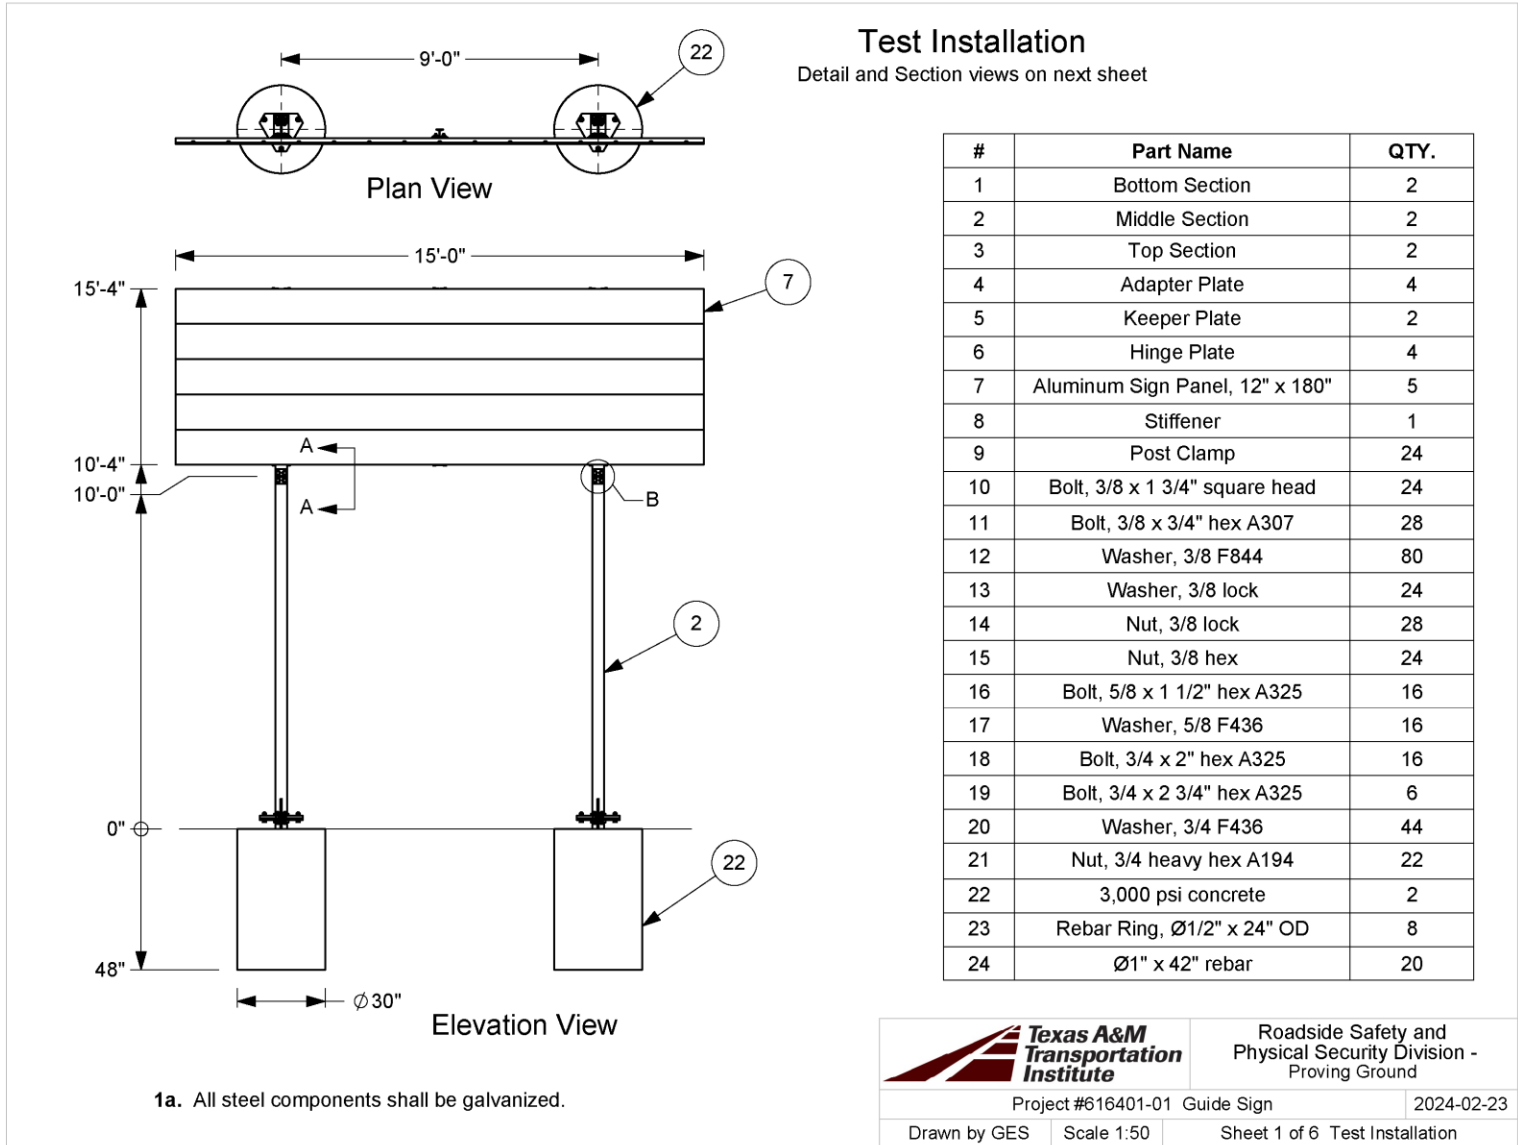 Test Installation
Detail and Section views on next sheet
9'-0"
22
Plan View
15'-0"
7
15'-4"
10'-4"
10'-0"
A
A
B
2
0"
22
48"
Ø30"
Elevation View
1a. All steel components shall be galvanized.
# Part Name QTY.
1 Bottom Section 2
2 Middle Section 2
3 Top Section 2
4 Adapter Plate 4
5 Keeper Plate 2
6 Hinge Plate 4
7 Aluminum Sign Panel, 12" x 180" 5
8 Stiffener 1
9 Post Clamp 24
10 Bolt, 3/8 x 1 3/4" square head 24
11 Bolt, 3/8 x 3/4" hex A307 28
12 Washer, 3/8 F844 80
13 Washer, 3/8 lock 24
14 Nut, 3/8 lock 28
15 Nut, 3/8 hex 24
16 Bolt, 5/8 x 1 1/2" hex A325 16
17 Washer, 5/8 F436 16
18 Bolt, 3/4 x 2" hex A325 16
19 Bolt, 3/4 x 2 3/4" hex A325 6
20 Washer, 3/4 F436 44
21 Nut, 3/4 heavy hex A194 22
22 3,000 psi concrete 2
23 Rebar Ring, Ø1/2" x 24" OD 8
24 Ø1" x 42" rebar 20
Texas A&M
Transportation
Institute
Roadside Safety and
Physical Security Division -
Proving Ground
Project #616401-01 Guide Sign 2024-02-23
Drawn by GES Scale 1:50 Sheet 1 of 6 Test Installation